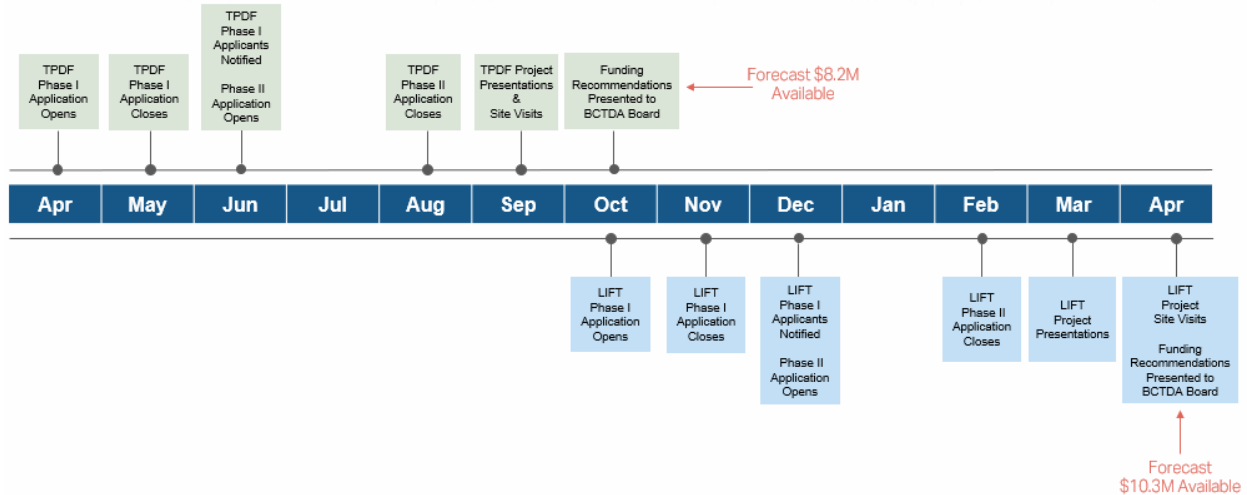 TPDF
Phase I
Application
Opens
TPDF
Phase I
Application
Closes
TPDF
Phase I
Applicants
Notified
Phase II
Application
Opens
TPDF
Phase II
Application
Closes
TPDF Project
Presentations
&
Site Visits
Funding
Recommendations
Presented to
BCTDA Board
Forecast $8.2M
Available
Apr
May
Jun
Jul
Aug
Sep
Oct
Nov
Dec
Jan
Feb
Mar
Apr
LIFT
Phase I
Application
Opens
LIFT
Phase I
Application
Closes
LIFT
Phase I
Applicants
Notified
Phase II
Application
Opens
LIFT
Phase II
Application
Closes
LIFT
Project
Presentations
LIFT
Project
Site Visits
Funding
Recommendations
Presented to
BCTDA Board
Forecast
$10.3M Available